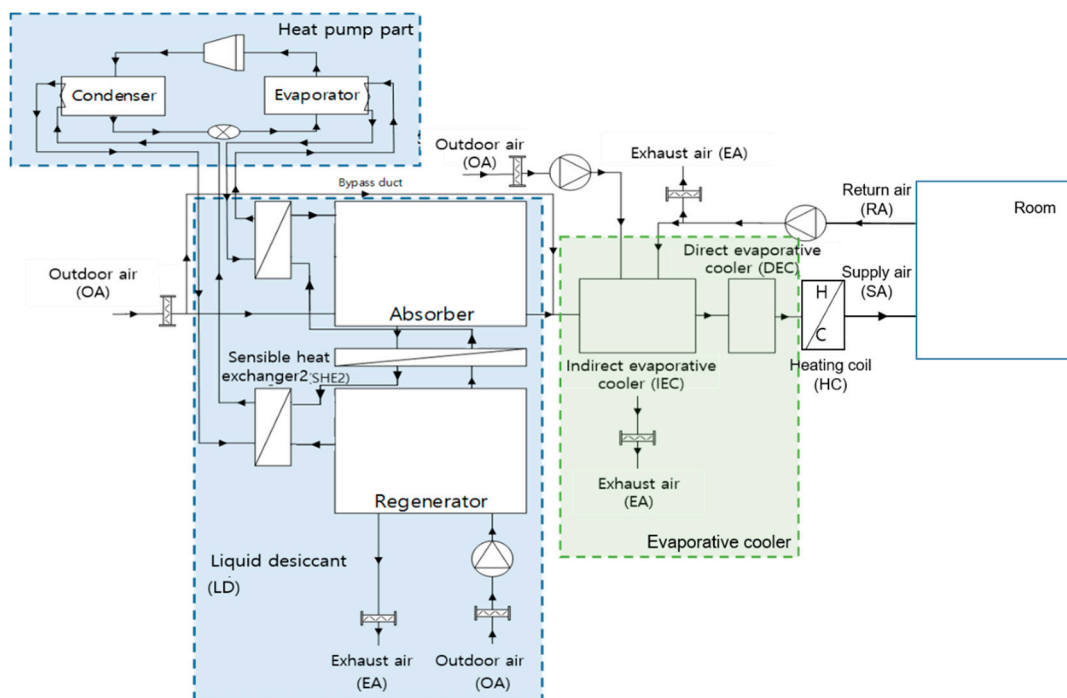 Heat pump part
Condenser
Evaporator
Outdoor air
(OA)
Exhaust air (EA)
Bypass duct
Return air
(RA)
Room
Outdoor air
(OA)
Direct evaporative
cooler (DEC)
Supply air
(SA)
Absorber
H
C
Sensible heat
exchanger2(SHE2)
Indirect evaporative
cooler (IEC)
Heating coil
(HC)
Regenerator
Exhaust air
(EA)
Evaporative cooler
Liquid desiccant
(LD)
Exhaust air
(EA)
Outdoor air
(OA)